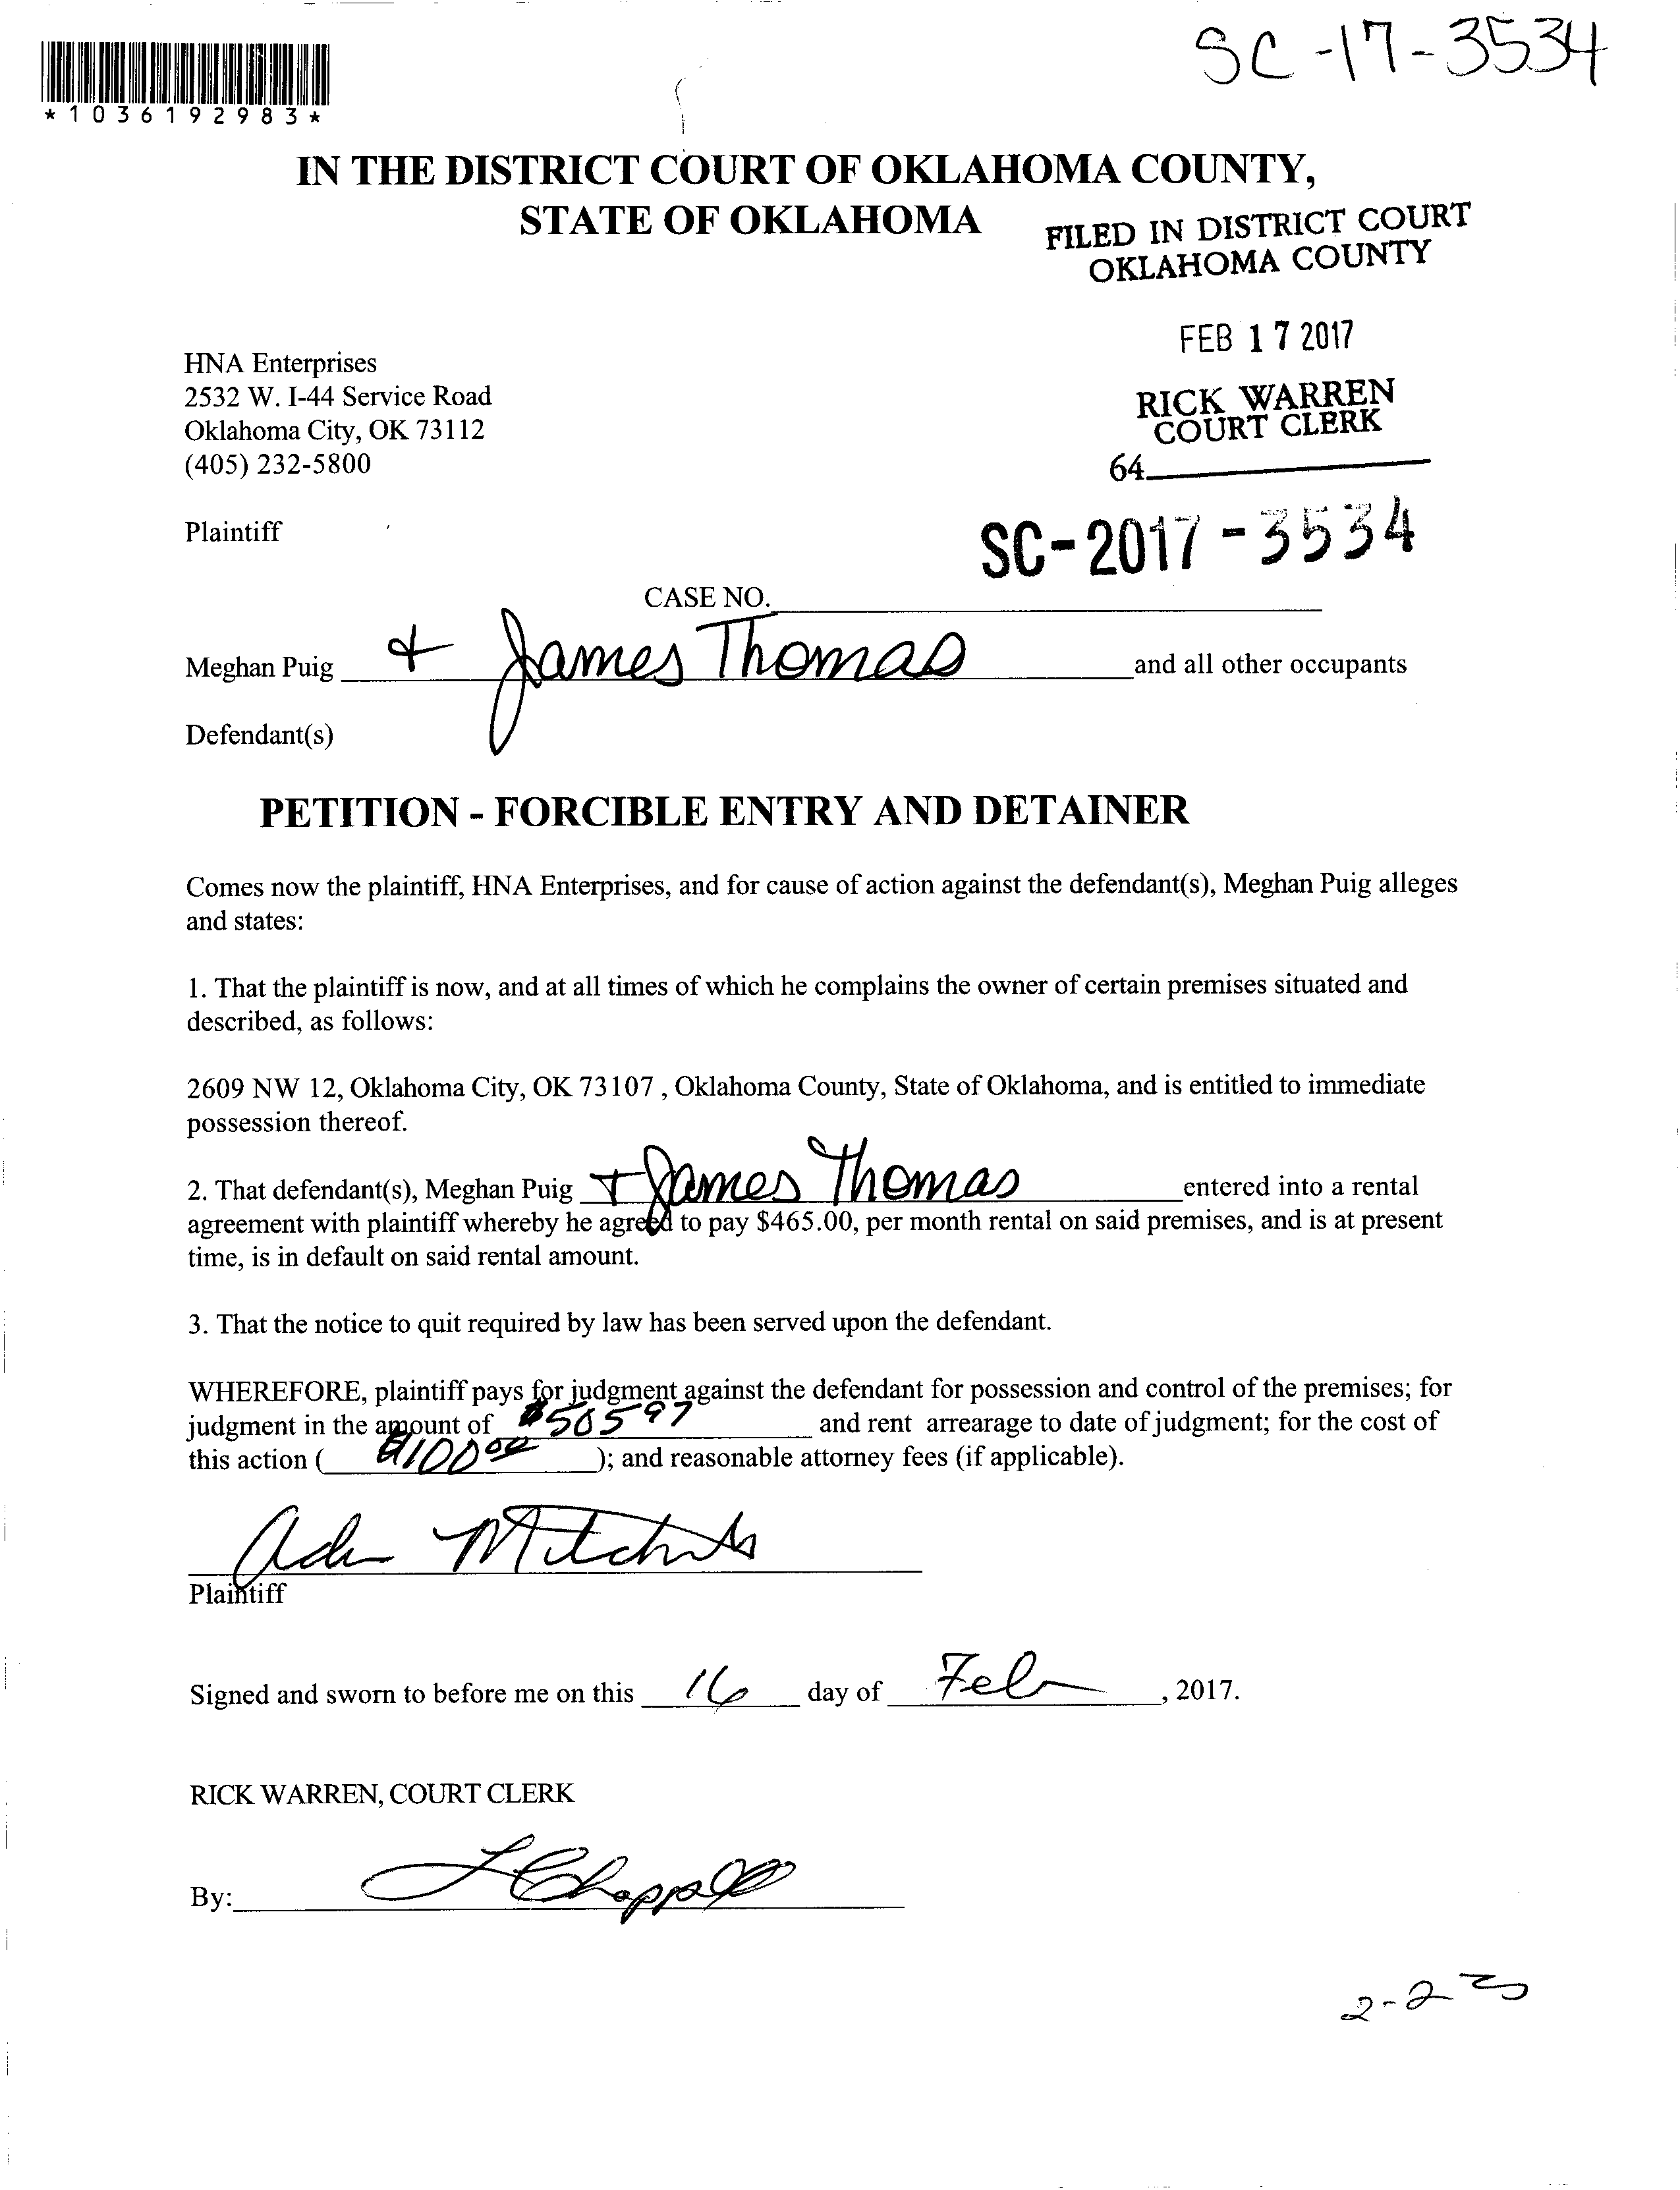 SC-17-3534
*1036192983*
IN THE DISTRICT COURT OF OKLAHOMA COUNTY,
STATE OF OKLAHOMA
FILED IN DISTRICT COURT
OKLAHOMA COUNTY
FEB 17 2017
RICK WARREN
COURT CLERK
64
HNA Enterprises
2532 W. I-44 Service Road
Oklahoma City, OK 73112
(405) 232-5800
Plaintiff
SC-2017-3534
CASE NO.
Meghan Puig & James Thomas and all other occupants
Defendant(s)
PETITION - FORCIBLE ENTRY AND DETAINER
Comes now the plaintiff, HNA Enterprises, and for cause of action against the defendant(s), Meghan Puig alleges
and states:
1. That the plaintiff is now, and at all times of which he complains the owner of certain premises situated and
described, as follows:
2609 NW 12, Oklahoma City, OK 73107 , Oklahoma County, State of Oklahoma, and is entitled to immediate
possession thereof.
2. That defendant(s), Meghan Puig + James Thomas entered into a rental
agreement with plaintiff whereby he agreed to pay $465.00, per month rental on said premises, and is at present
time, is in default on said rental amount.
3. That the notice to quit required by law has been served upon the defendant.
WHEREFORE, plaintiff pays for judgment against the defendant for possession and control of the premises; for
judgment in the amount of $505 97 and rent arrearage to date of judgment; for the cost of
this action ( $100 00 ); and reasonable attorney fees (if applicable).
Plaintiff
Signed and sworn to before me on this 16 day of Feb , 2017.
RICK WARREN, COURT CLERK
By: